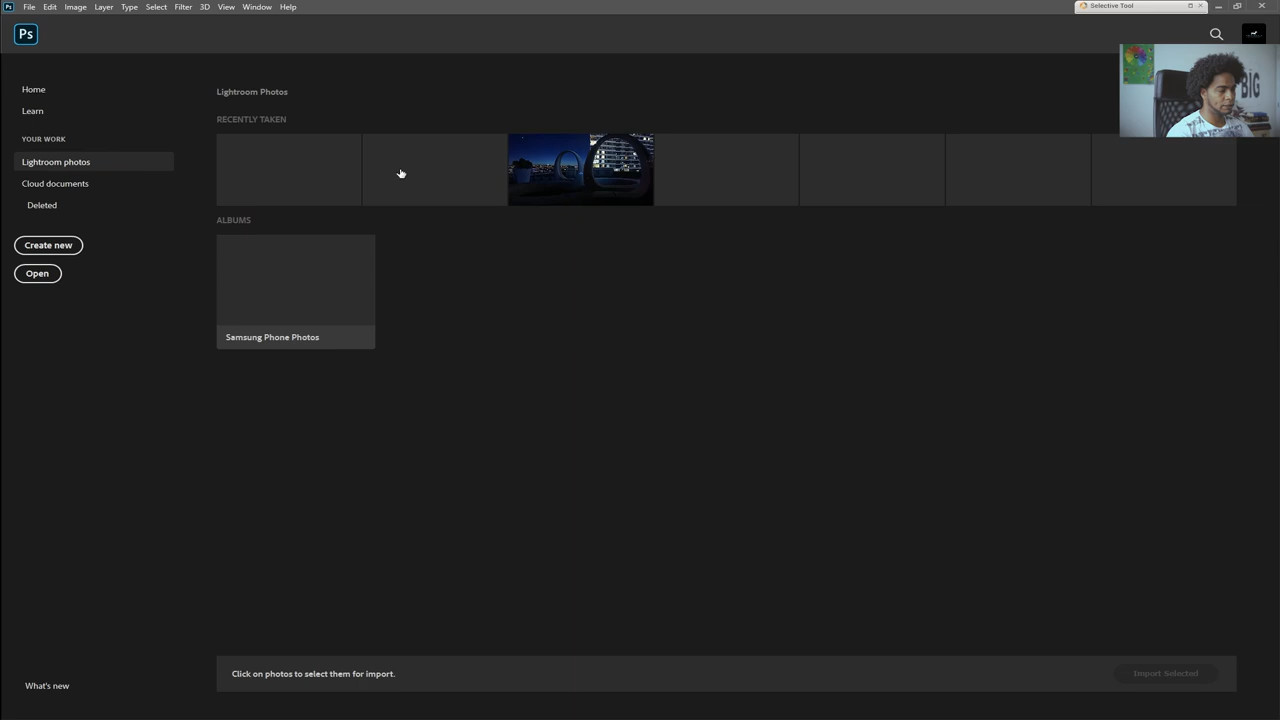 Ps File Edit Image Layer Type Select Filter 3D View Window Help
Selective Tool
Ps
Home
Learn
YOUR WORK
Lightroom photos
Cloud documents
Deleted
Create new
Open
What's new
Lightroom Photos
RECENTLY TAKEN
ALBUMS
Samsung Phone Photos
Click on photos to select them for import.
Import Selected
BIG